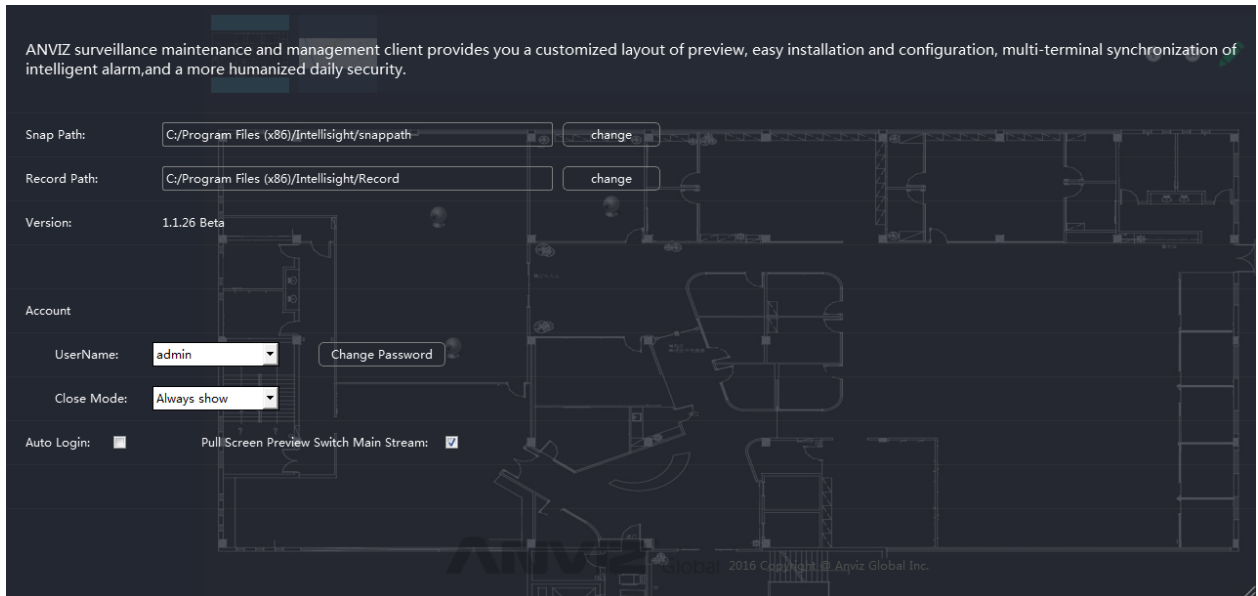 ANVIZ surveillance maintenance and management client provides you a customized layout of preview, easy installation and configuration, multi-terminal synchronization of
intelligent alarm,and a more humanized daily security.
Snap Path: C:/Program Files (x86)/Intellisight/snappath change
Record Path: C:/Program Files (x86)/Intellisight/Record change
Version: 1.1.26 Beta
Account
UserName: admin Change Password
Close Mode: Always show
Auto Login: Pull Screen Preview Switch Main Stream:
ANVIZ Global 2016 Copyright @ Anviz Global Inc.